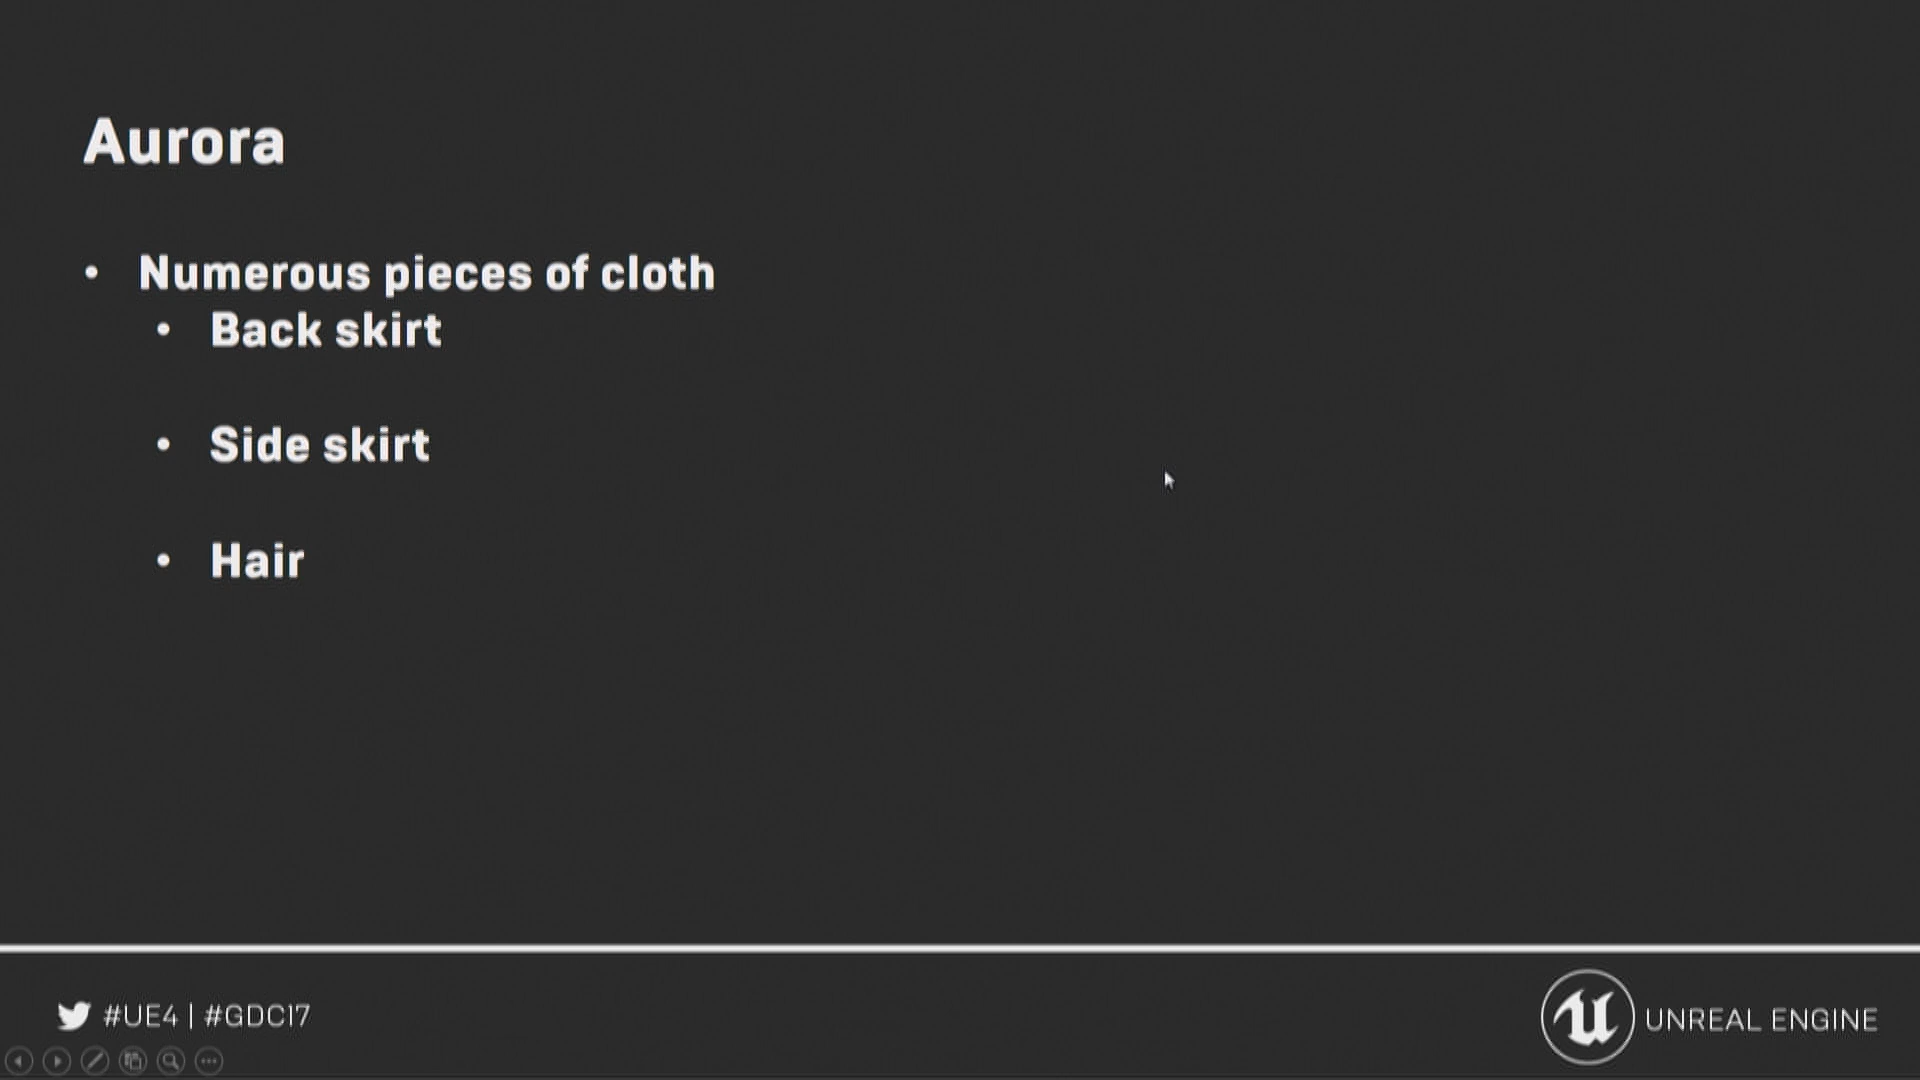 Aurora
• Numerous pieces of cloth
• Back skirt
• Side skirt
• Hair
#UE4 | #GDC17
UNREAL ENGINE